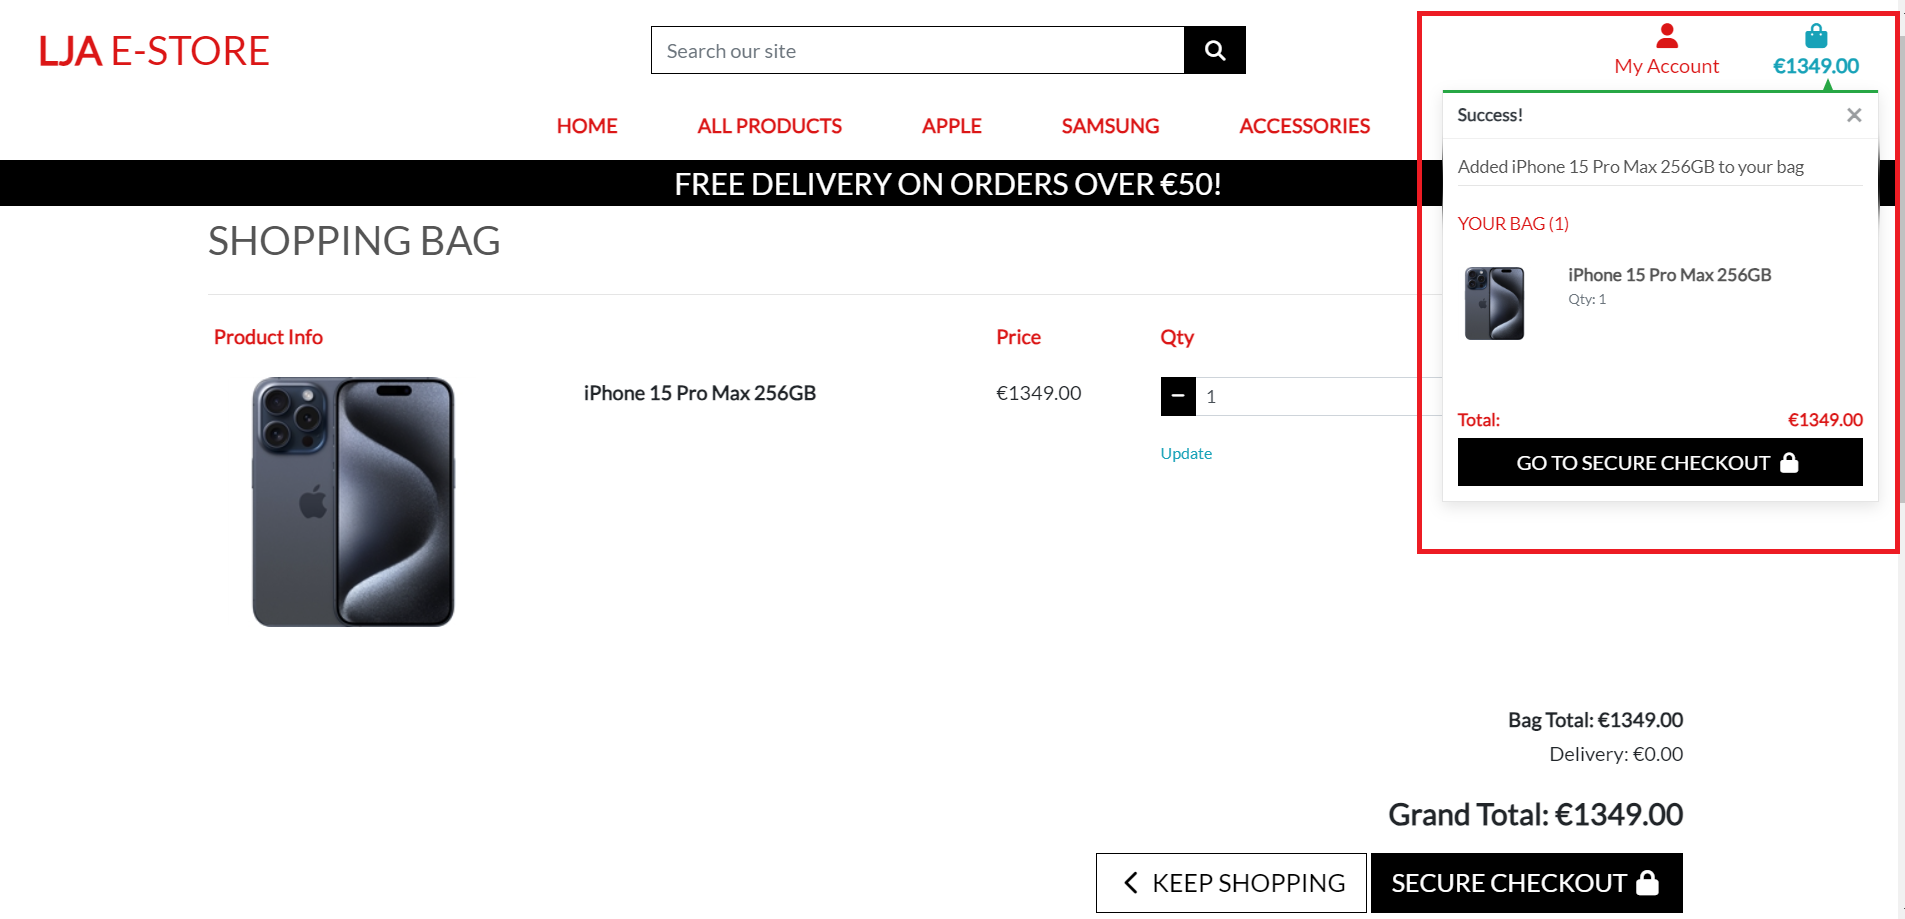 LJA E-STORE
Search our site
My Account
€1349.00
HOME
ALL PRODUCTS
APPLE
SAMSUNG
ACCESSORIES
FREE DELIVERY ON ORDERS OVER €50!
Success!
×
Added iPhone 15 Pro Max 256GB to your bag
YOUR BAG (1)
iPhone 15 Pro Max 256GB
Qty: 1
Total: €1349.00
GO TO SECURE CHECKOUT
SHOPPING BAG
Product Info Price Qty
iPhone 15 Pro Max 256GB €1349.00 1
Update
Bag Total: €1349.00
Delivery: €0.00
Grand Total: €1349.00
KEEP SHOPPING
SECURE CHECKOUT